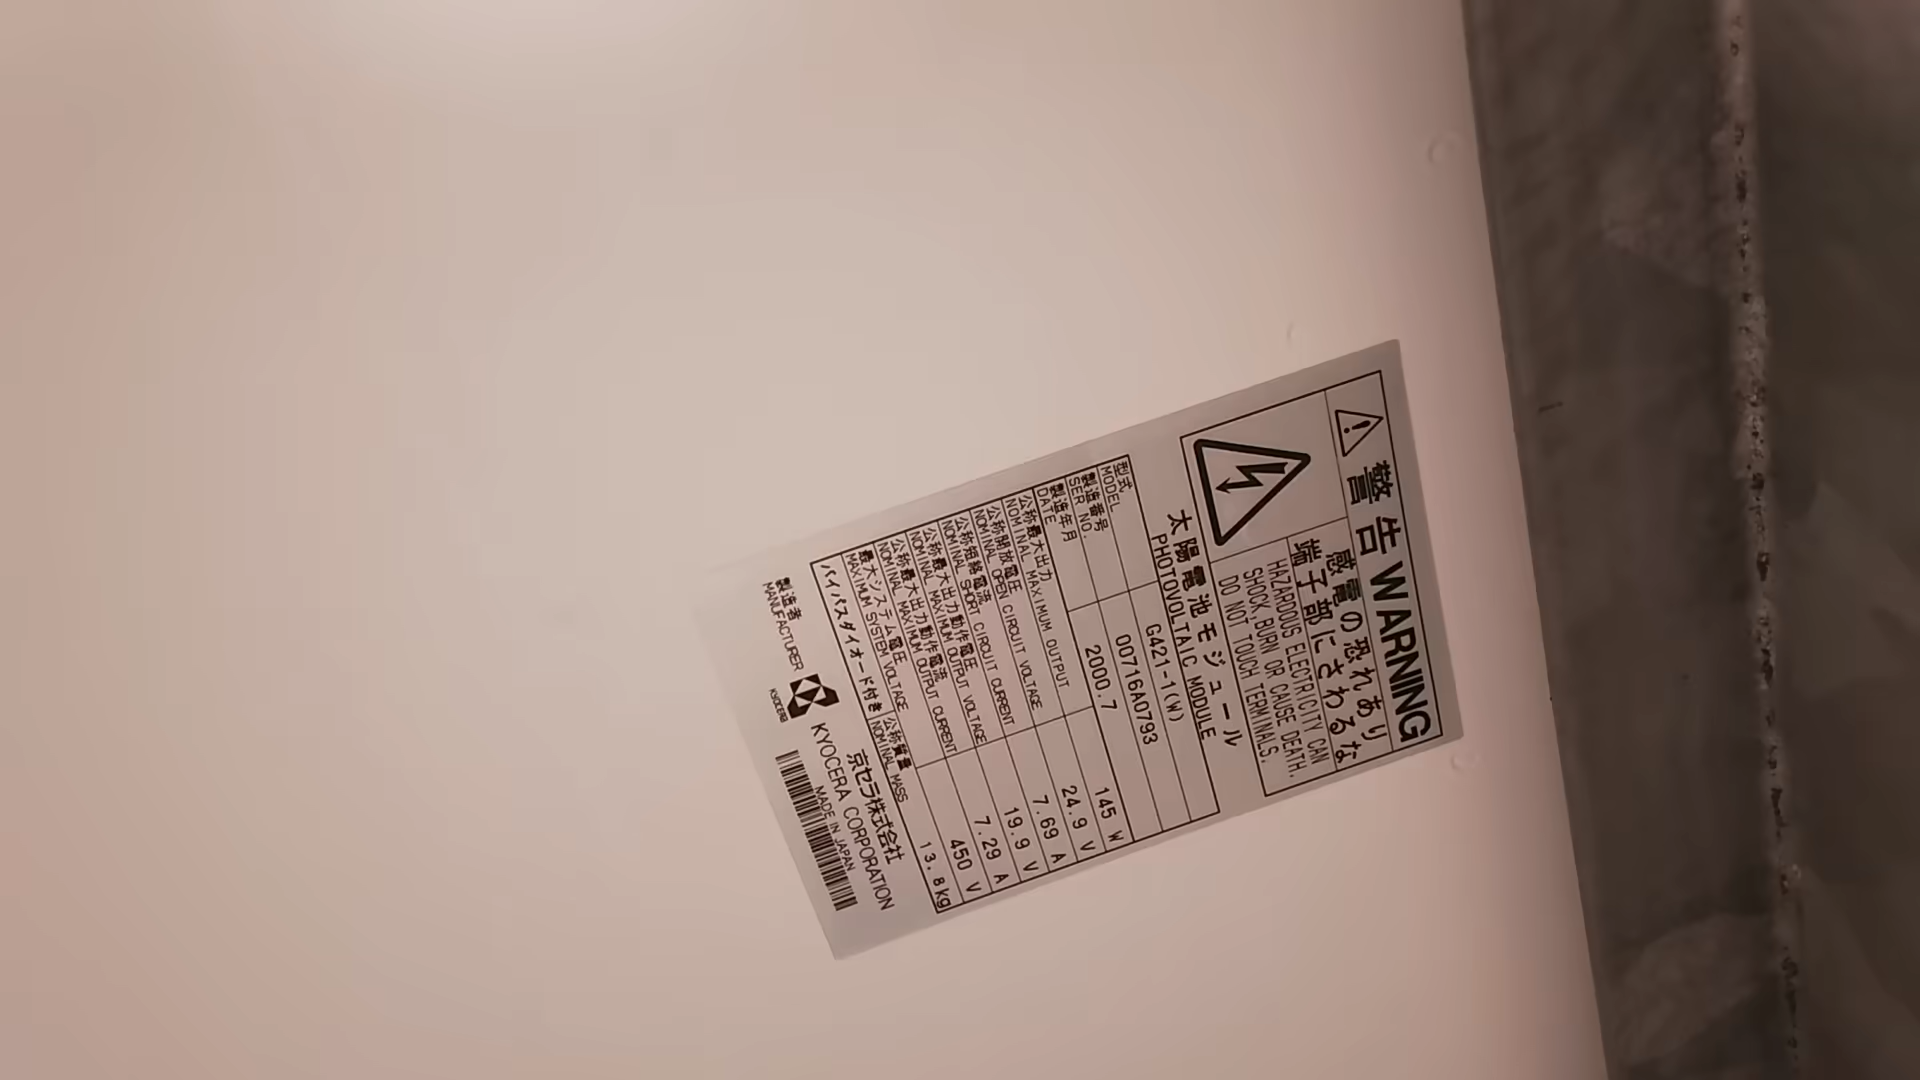 警告 WARNING
感電の恐れあり
端子部にさわるな
HAZARDOUS ELECTRICITY CAN
SHOCK,BURN OR CAUSE DEATH.
DO NOT TOUCH TERMINALS.
太陽電池モジュール
PHOTOVOLTAIC MODULE
型式
MODEL
G421-1(W)
製造番号
SER NO.
00716A0793
製造年月
DATE
2000.7
公称最大出力
NOMINAL MAXIMUM OUTPUT
145 W
公称開放電圧
NOMINAL OPEN CIRCUIT VOLTAGE
24.9 V
公称短絡電流
NOMINAL SHORT CIRCUIT CURRENT
7.69 A
公称最大出力動作電圧
NOMINAL MAXIMUM OUTPUT VOLTAGE
19.9 V
公称最大出力動作電流
NOMINAL MAXIMUM OUTPUT CURRENT
7.29 A
最大システム電圧
MAXIMUM SYSTEM VOLTAGE
450 V
バイパスダイオード付き
公称質量
NOMINAL MASS
13.8kg
製造者
MANUFACTURER
KYOCERA
京セラ株式会社
KYOCERA CORPORATION
MADE IN JAPAN